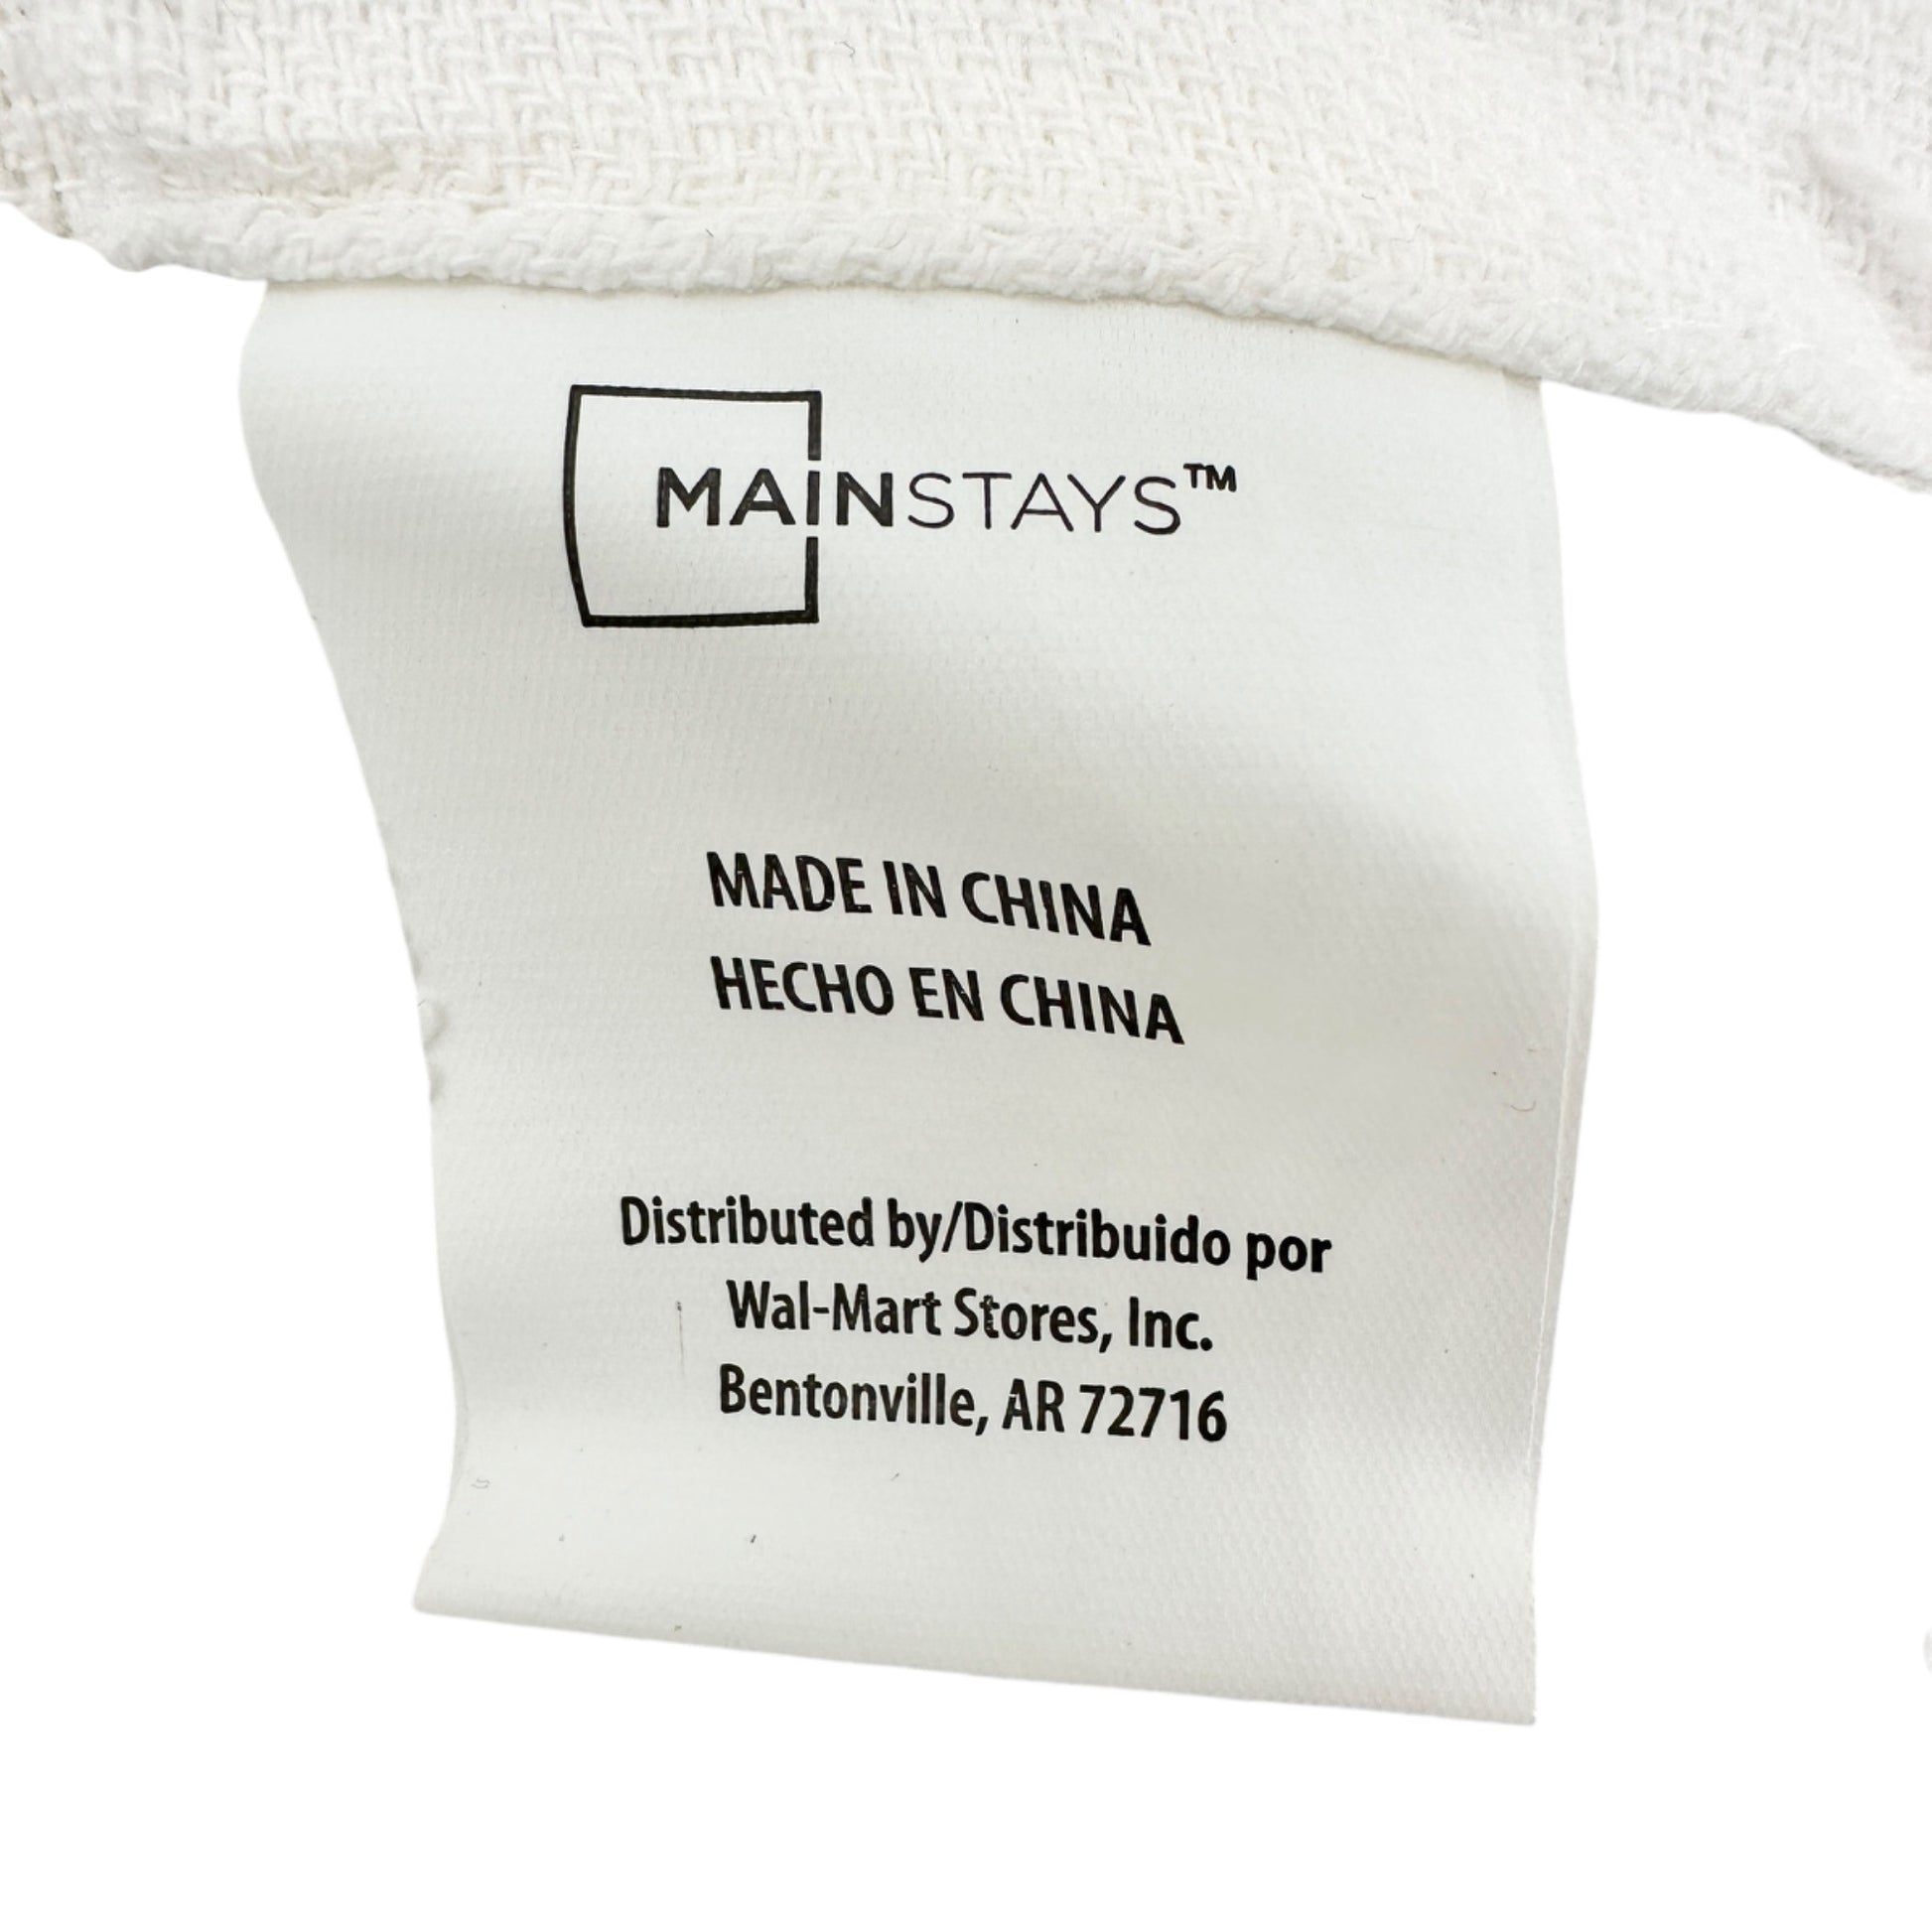 MAINSTAYS™
MADE IN CHINA
HECHO EN CHINA
Distributed by/Distribuido por
Wal-Mart Stores, Inc.
Bentonville, AR 72716